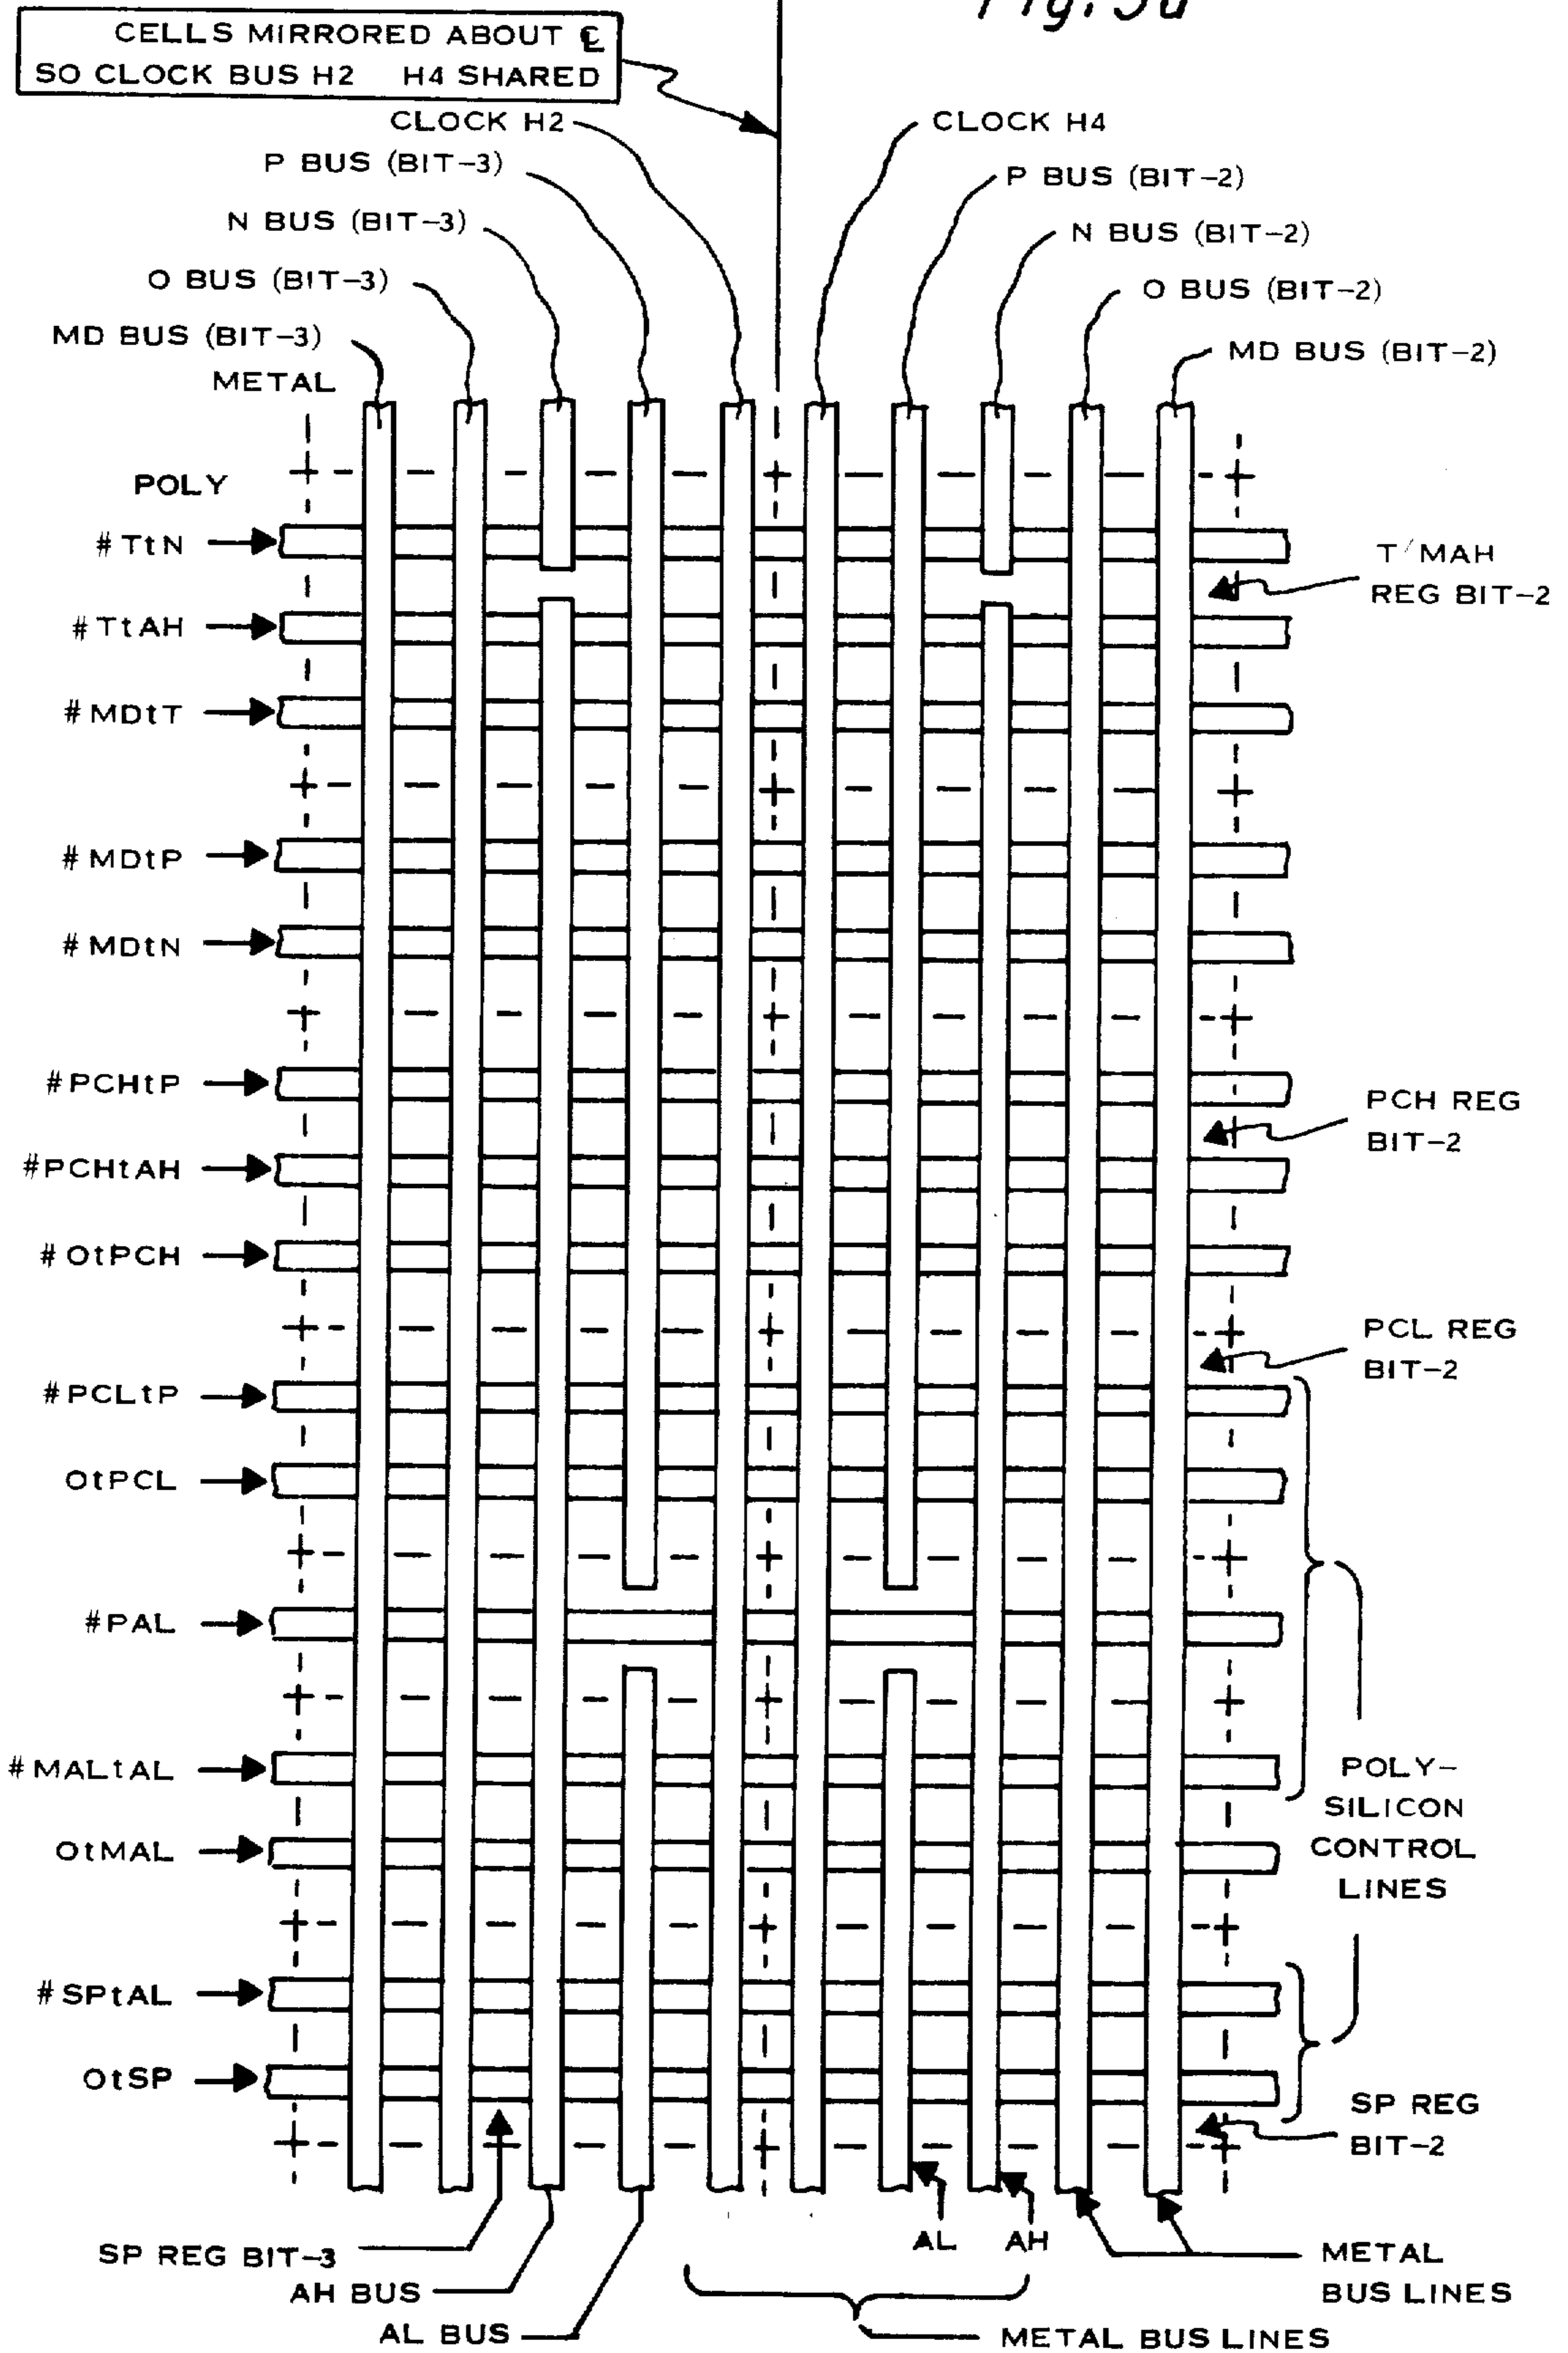 Fig. 5a
CELLS MIRRORED ABOUT ℄
SO CLOCK BUS H2 H4 SHARED
CLOCK H2
CLOCK H4
P BUS (BIT-3)
P BUS (BIT-2)
N BUS (BIT-3)
N BUS (BIT-2)
O BUS (BIT-3)
O BUS (BIT-2)
MD BUS (BIT-3)
MD BUS (BIT-2)
METAL
POLY
#TtN
T/MAH
REG BIT-2
#TtAH
#MDtT
#MDtP
#MDtN
#PCHtP
PCH REG
BIT-2
#PCHtAH
#OtPCH
PCL REG
BIT-2
#PCLtP
OtPCL
#PAL
#MALtAL
POLY-
SILICON
CONTROL
LINES
OtMAL
#SPtAL
OtSP
SP REG
BIT-2
AL
AH
SP REG BIT-3
METAL
BUS LINES
AH BUS
AL BUS
METAL BUS LINES